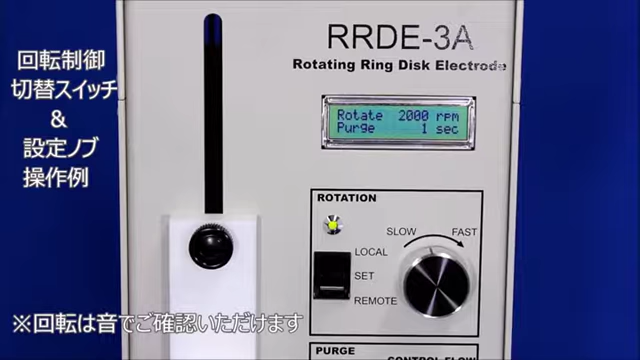 回転制御
切替スイッチ
&
設定ノブ
操作例
RRDE-3A
Rotating Ring Disk Electrode
Rotate 2000 rpm
Purge 1 sec
ROTATION
SLOW FAST
LOCAL
SET
REMOTE
※回転は音でご確認いただけます
PURGE
CONTROL FLOW